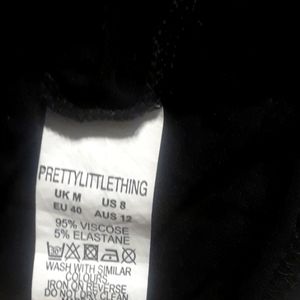 PRETTYLITTLETHING
UK M US 8
EU 40 AUS 12
95% VISCOSE
5% ELASTANE
WASH WITH SIMILAR
COLOURS
IRON ON REVERSE
DO NOT DRY CLEAN